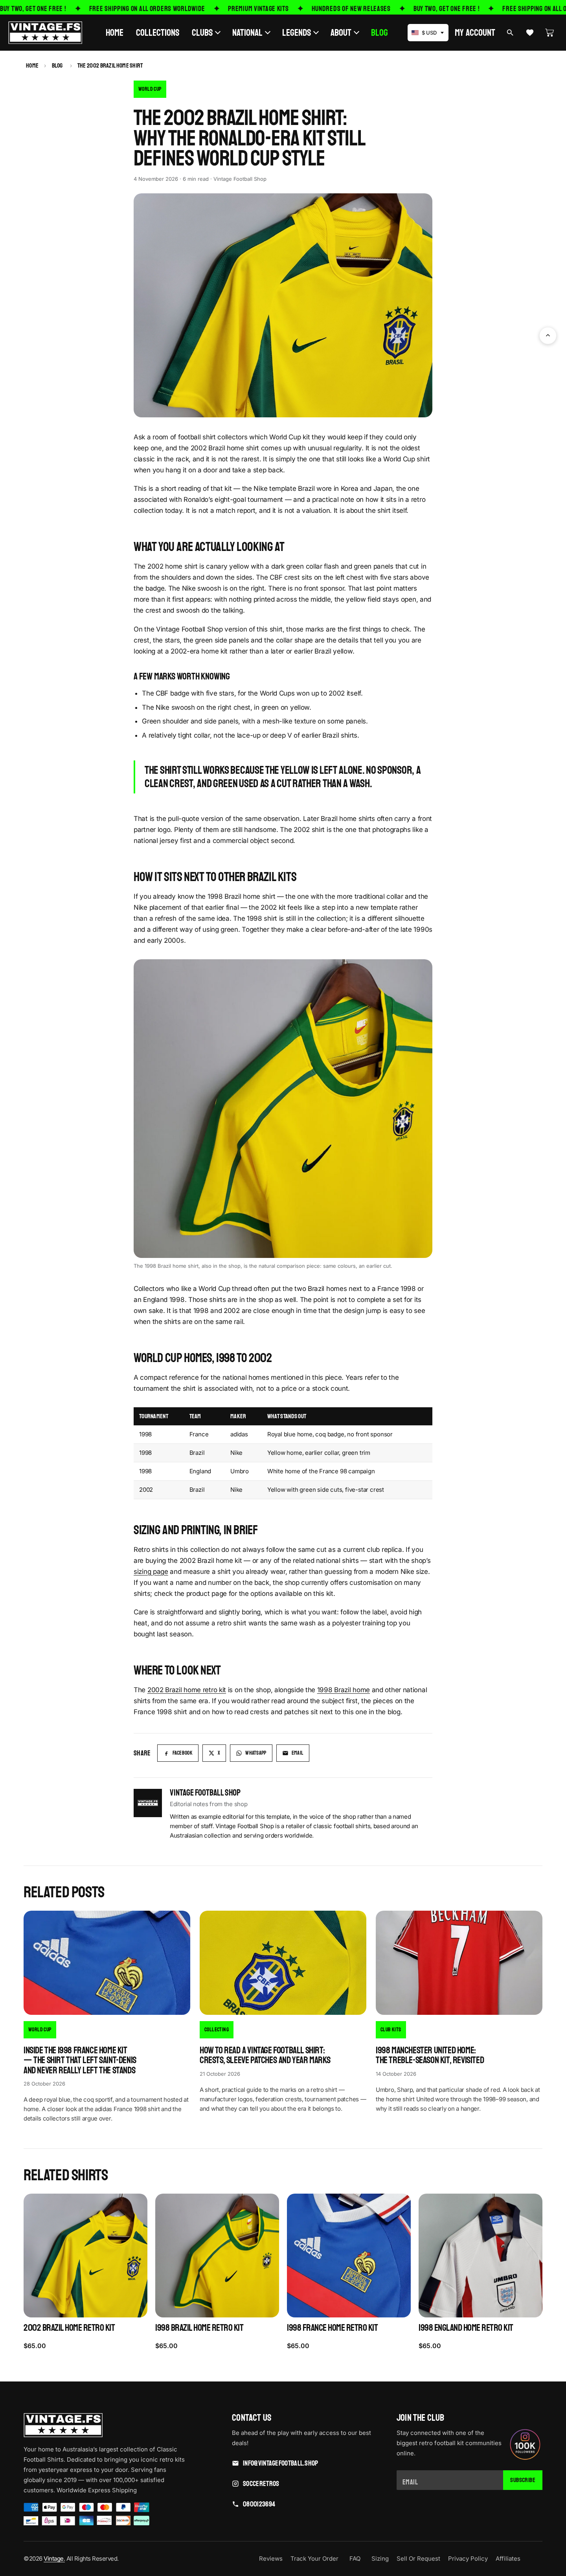 BUY TWO, GET ONE FREE ! ✦ FREE SHIPPING ON ALL ORDERS WORLDWIDE ✦ PREMIUM VINTAGE KITS ✦ HUNDREDS OF NEW RELEASES ✦ BUY TWO, GET ONE FREE ! ✦ FREE SHIPPING ON ALL O
VINTAGE.FS
HOME COLLECTIONS CLUBS NATIONAL LEGENDS ABOUT BLOG $ USD MY ACCOUNT
HOME > BLOG > THE 2002 BRAZIL HOME SHIRT
WORLD CUP
THE 2002 BRAZIL HOME SHIRT:
WHY THE RONALDO-ERA KIT STILL
DEFINES WORLD CUP STYLE
4 November 2026 · 6 min read · Vintage Football Shop
BRASIL
Ask a room of football shirt collectors which World Cup kit they would keep if they could only
keep one, and the 2002 Brazil home shirt comes up with unusual regularity. It is not the oldest
classic in the rack, and it is not the rarest. It is simply the one that still looks like a World Cup shirt
when you hang it on a door and take a step back.
This is a short reading of that kit — the Nike template Brazil wore in Korea and Japan, the one
associated with Ronaldo's eight-goal tournament — and a practical note on how it sits in a retro
collection today. It is not a match report, and it is not a valuation. It is about the shirt itself.
WHAT YOU ARE ACTUALLY LOOKING AT
The 2002 home shirt is canary yellow with a dark green collar flash and green panels that cut in
from the shoulders and down the sides. The CBF crest sits on the left chest with five stars above
the badge. The Nike swoosh is on the right. There is no front sponsor. That last point matters
more than it first appears: with nothing printed across the middle, the yellow field stays open, and
the crest and swoosh do the talking.
On the Vintage Football Shop version of this shirt, those marks are the first things to check. The
crest, the stars, the green side panels and the collar shape are the details that tell you you are
looking at a 2002-era home kit rather than a later or earlier Brazil yellow.
A FEW MARKS WORTH KNOWING
• The CBF badge with five stars, for the World Cups won up to 2002 itself.
• The Nike swoosh on the right chest, in green on yellow.
• Green shoulder and side panels, with a mesh-like texture on some panels.
• A relatively tight collar, not the lace-up or deep V of earlier Brazil shirts.
THE SHIRT STILL WORKS BECAUSE THE YELLOW IS LEFT ALONE. NO SPONSOR, A
CLEAN CREST, AND GREEN USED AS A CUT RATHER THAN A WASH.
That is the pull-quote version of the same observation. Later Brazil home shirts often carry a front
partner logo. Plenty of them are still handsome. The 2002 shirt is the one that photographs like a
national jersey first and a commercial object second.
HOW IT SITS NEXT TO OTHER BRAZIL KITS
If you already know the 1998 Brazil home shirt — the one with the more traditional collar and the
Nike placement of that earlier final — the 2002 kit feels like a step into a new template rather
than a refresh of the same idea. The 1998 shirt is still in the collection; it is a different silhouette
and a different way of using green. Together they make a clear before-and-after of the late 1990s
and early 2000s.
The 1998 Brazil home shirt, also in the shop, is the natural comparison piece: same colours, an earlier cut.
Collectors who like a World Cup thread often put the two Brazil homes next to a France 1998 or
an England 1998. Those shirts are in the shop as well. The point is not to complete a set for its
own sake. It is that 1998 and 2002 are close enough in time that the design jump is easy to see
when the shirts are on the same rail.
WORLD CUP HOMES, 1998 TO 2002
A compact reference for the national homes mentioned in this piece. Years refer to the
tournament the shirt is associated with, not to a price or a stock count.
TOURNAMENT TEAM MAKER WHAT STANDS OUT
1998 France adidas Royal blue home, coq badge, no front sponsor
1998 Brazil Nike Yellow home, earlier collar, green trim
1998 England Umbro White home of the France 98 campaign
2002 Brazil Nike Yellow with green side cuts, five-star crest
SIZING AND PRINTING, IN BRIEF
Retro shirts in this collection do not always follow the same cut as a current club replica. If you
are buying the 2002 Brazil home kit — or any of the related national shirts — start with the shop's
sizing page and measure a shirt you already wear, rather than guessing from a modern Nike size.
If you want a name and number on the back, the shop currently offers customisation on many
shirts; check the product page for the options available on this kit.
Care is straightforward and slightly boring, which is what you want: follow the label, avoid high
heat, and do not assume a retro shirt wants the same wash as a polyester training top you
bought last season.
WHERE TO LOOK NEXT
The 2002 Brazil home retro kit is on the shop, alongside the 1998 Brazil home and other national
shirts from the same era. If you would rather read around the subject first, the pieces on the
France 1998 shirt and on how to read crests and patches sit next to this one in the blog.
SHARE FACEBOOK X WHATSAPP EMAIL
VINTAGE FOOTBALL SHOP
Editorial notes from the shop
Written as example editorial for this template, in the voice of the shop rather than a named
member of staff. Vintage Football Shop is a retailer of classic football shirts, based around an
Australasian collection and serving orders worldwide.
RELATED POSTS
adidas
BRASIL
BECKHAM
7
WORLD CUP
INSIDE THE 1998 FRANCE HOME KIT
— THE SHIRT THAT LEFT SAINT-DENIS
AND NEVER REALLY LEFT THE STANDS
28 October 2026
A deep royal blue, the coq sportif, and a tournament hosted at
home. A closer look at the adidas France 1998 shirt and the
details collectors still argue over.
COLLECTING
HOW TO READ A VINTAGE FOOTBALL SHIRT:
CRESTS, SLEEVE PATCHES AND YEAR MARKS
21 October 2026
A short, practical guide to the marks on a retro shirt —
manufacturer logos, federation crests, tournament patches —
and what they can tell you about the era it belongs to.
CLUB KITS
1998 MANCHESTER UNITED HOME:
THE TREBLE-SEASON KIT, REVISITED
14 October 2026
Umbro, Sharp, and that particular shade of red. A look back at
the home shirt United wore through the 1998–99 season, and
why it still reads so clearly on a hanger.
RELATED SHIRTS
adidas
UMBRO
2002 BRAZIL HOME RETRO KIT
$65.00
1998 BRAZIL HOME RETRO KIT
$65.00
1998 FRANCE HOME RETRO KIT
$65.00
1998 ENGLAND HOME RETRO KIT
$65.00
VINTAGE.FS
Your home to Australasia's largest collection of Classic
Football Shirts. Dedicated to bringing you iconic retro kits
from yesteryear express to your door. Serving fans
globally since 2019 — with over 100,000+ satisfied
customers. Worldwide Express Shipping
CONTACT US
Be ahead of the play with early access to our best
deals!
INFO@VINTAGEFOOTBALL.SHOP
SOCCERETROS
0800123694
JOIN THE CLUB
Stay connected with one of the
biggest retro football kit communities
online.
100K
FOLLOWERS
EMAIL
SUBSCRIBE
©2026 Vintage. All Rights Reserved.
Reviews Track Your Order FAQ Sizing Sell Or Request Privacy Policy Affiliates